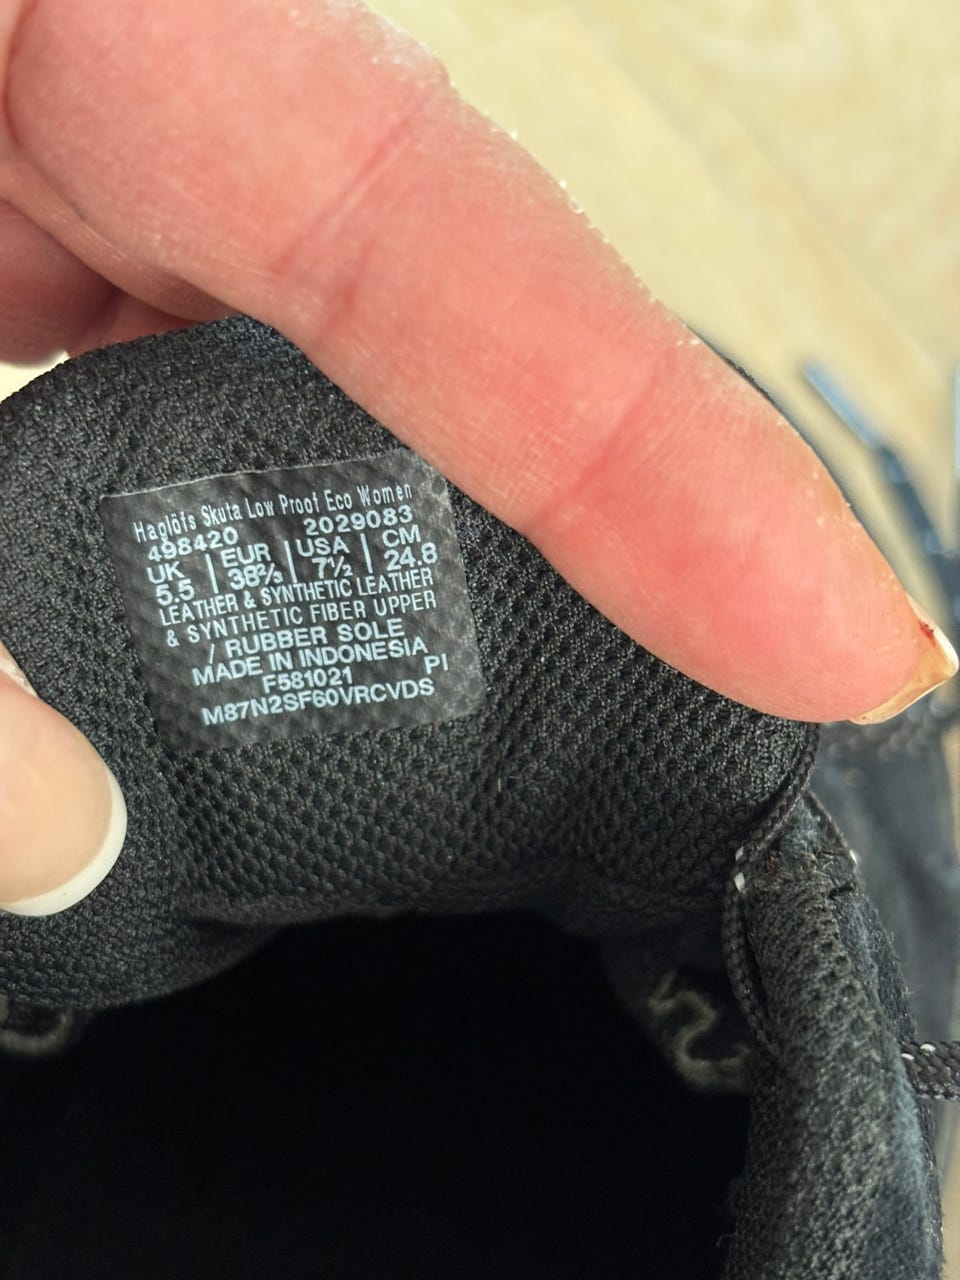 Haglöfs Skuta Low Proof Eco Women
498420 2029083
UK | EUR | USA | CM
5.5 | 38⅔ | 7½ | 24.8
LEATHER & SYNTHETIC LEATHER
& SYNTHETIC FIBER UPPER
/ RUBBER SOLE
MADE IN INDONESIA
F581021 PI
M87N2SF60VRCVDS